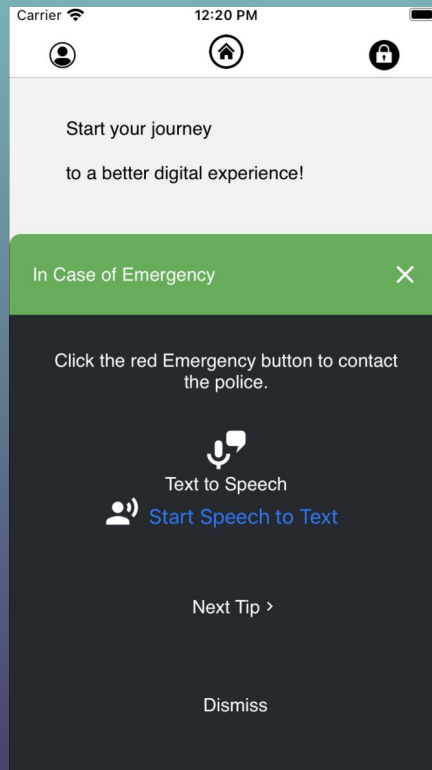 Carrier
12:20 PM
Start your journey
to a better digital experience!
In Case of Emergency
Click the red Emergency button to contact
the police.
Text to Speech
Start Speech to Text
Next Tip >
Dismiss